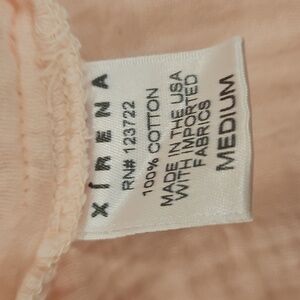 XÍRENA
RN# 123722
100% COTTON
MADE IN THE USA
WITH IMPORTED
FABRICS
MEDIUM